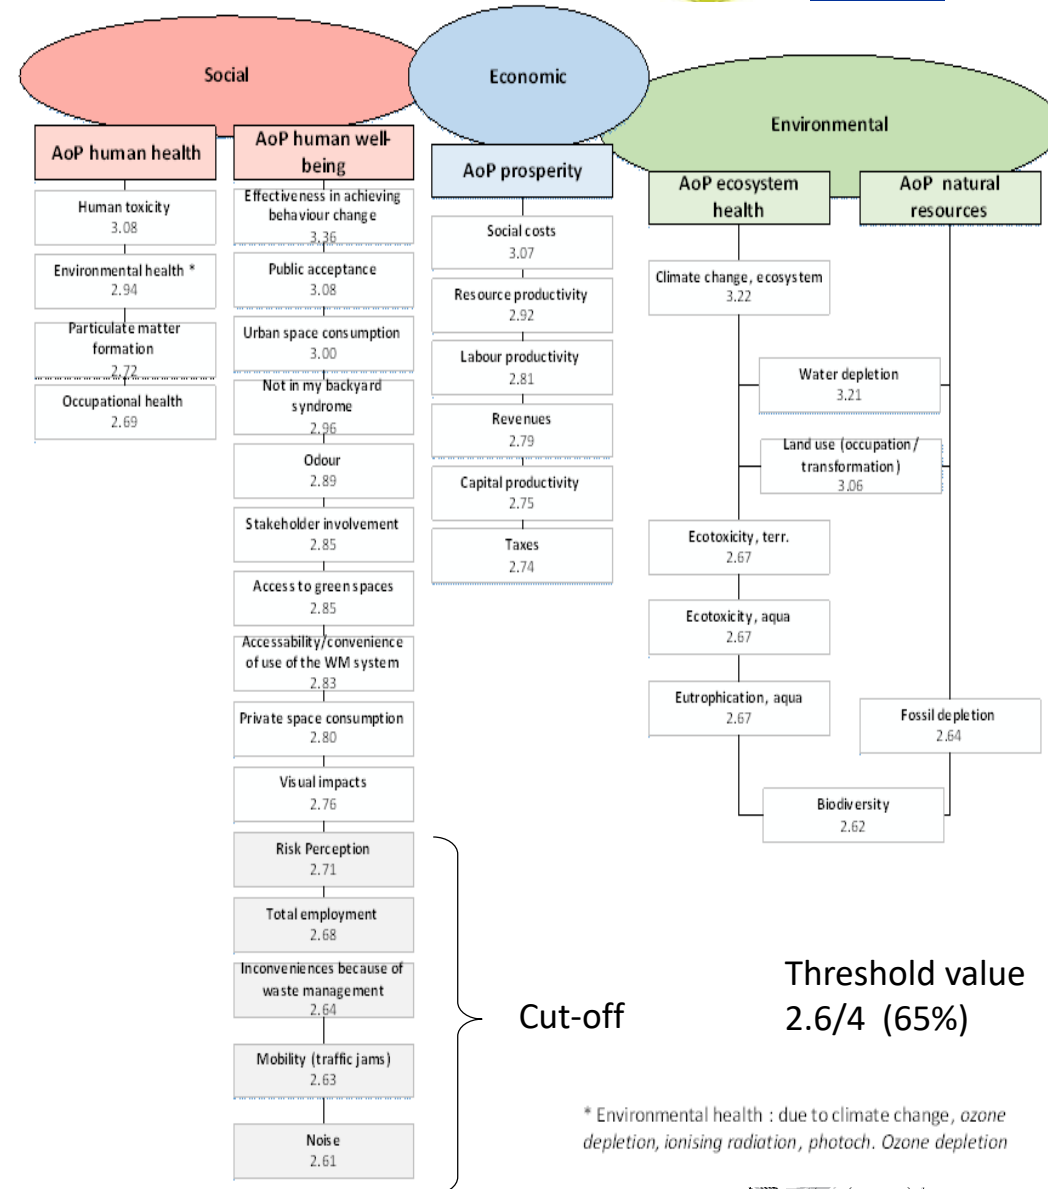 Social
Economic
Environmental
AoP human health
AoP human well-
being
AoP prosperity
AoP ecosystem
health
AoP natural
resources
Human toxicity
3.08
Environmental health *
2.94
Particulate matter
formation
2.72
Occupational health
2.69
Effectiveness in achieving
behaviour change
3.36
Public acceptance
3.08
Urban space consumption
3.00
Not in my backyard
syndrome
2.96
Odour
2.89
Stakeholder involvement
2.85
Access to green spaces
2.85
Accessability/convenience
of use of the WM system
2.83
Private space consumption
2.80
Visual impacts
2.76
Risk Perception
2.71
Total employment
2.68
Inconveniences because of
waste management
2.64
Mobility (traffic jams)
2.63
Noise
2.61
Social costs
3.07
Resource productivity
2.92
Labour productivity
2.81
Revenues
2.79
Capital productivity
2.75
Taxes
2.74
Climate change, ecosystem
3.22
Water depletion
3.21
Land use (occupation/
transformation)
3.06
Ecotoxicity, terr.
2.67
Ecotoxicity, aqua
2.67
Eutrophication, aqua
2.67
Fossil depletion
2.64
Biodiversity
2.62
Cut-off
Threshold value
2.6/4 (65%)
* Environmental health : due to climate change, ozone
depletion, ionising radiation, photoch. Ozone depletion